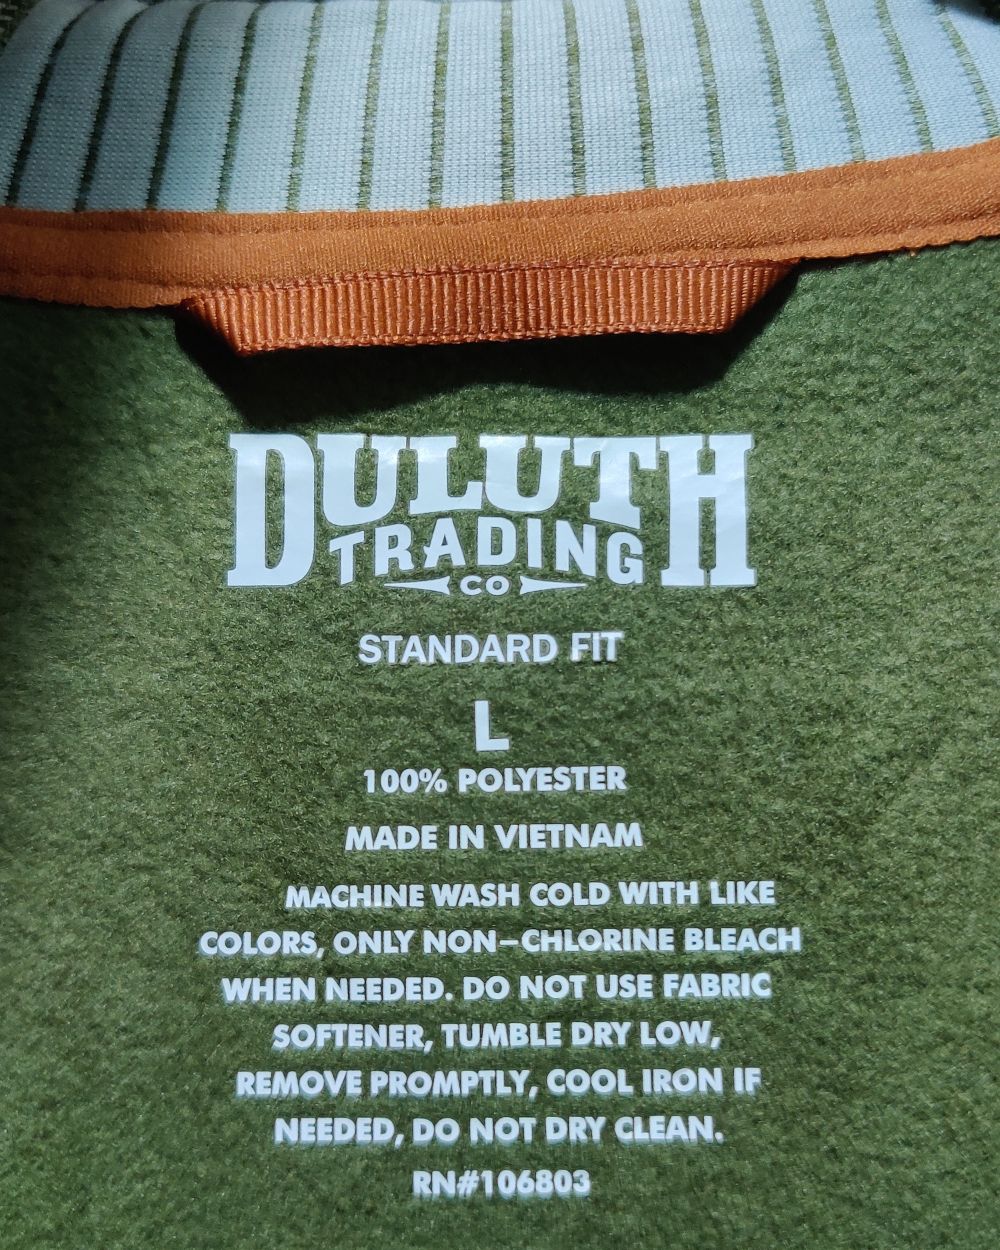 DULUTH
TRADING
CO
STANDARD FIT
L
100% POLYESTER
MADE IN VIETNAM
MACHINE WASH COLD WITH LIKE
COLORS, ONLY NON-CHLORINE BLEACH
WHEN NEEDED. DO NOT USE FABRIC
SOFTENER, TUMBLE DRY LOW,
REMOVE PROMPTLY, COOL IRON IF
NEEDED, DO NOT DRY CLEAN.
RN#106803